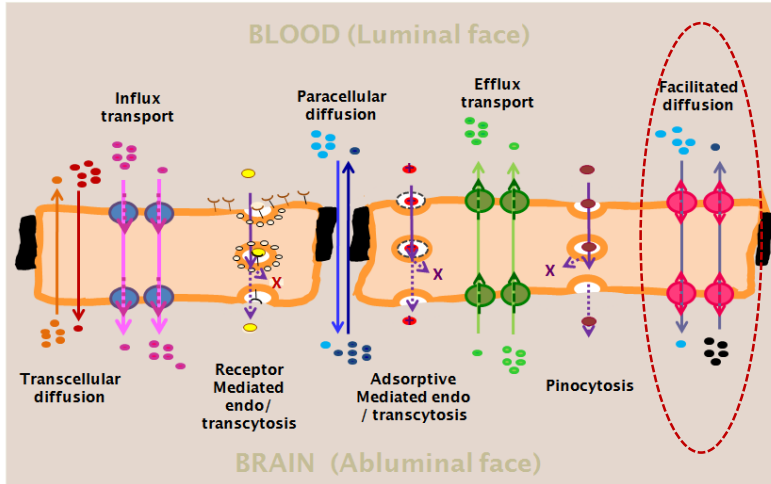 BLOOD (Luminal face)
Influx
transport
Paracellular
diffusion
Efflux
transport
Facilitated
diffusion
X
X
X
Transcellular
diffusion
Receptor
Mediated
endo/
transcytosis
Adsorptive
Mediated endo
/ transcytosis
Pinocytosis
BRAIN (Abluminal face)